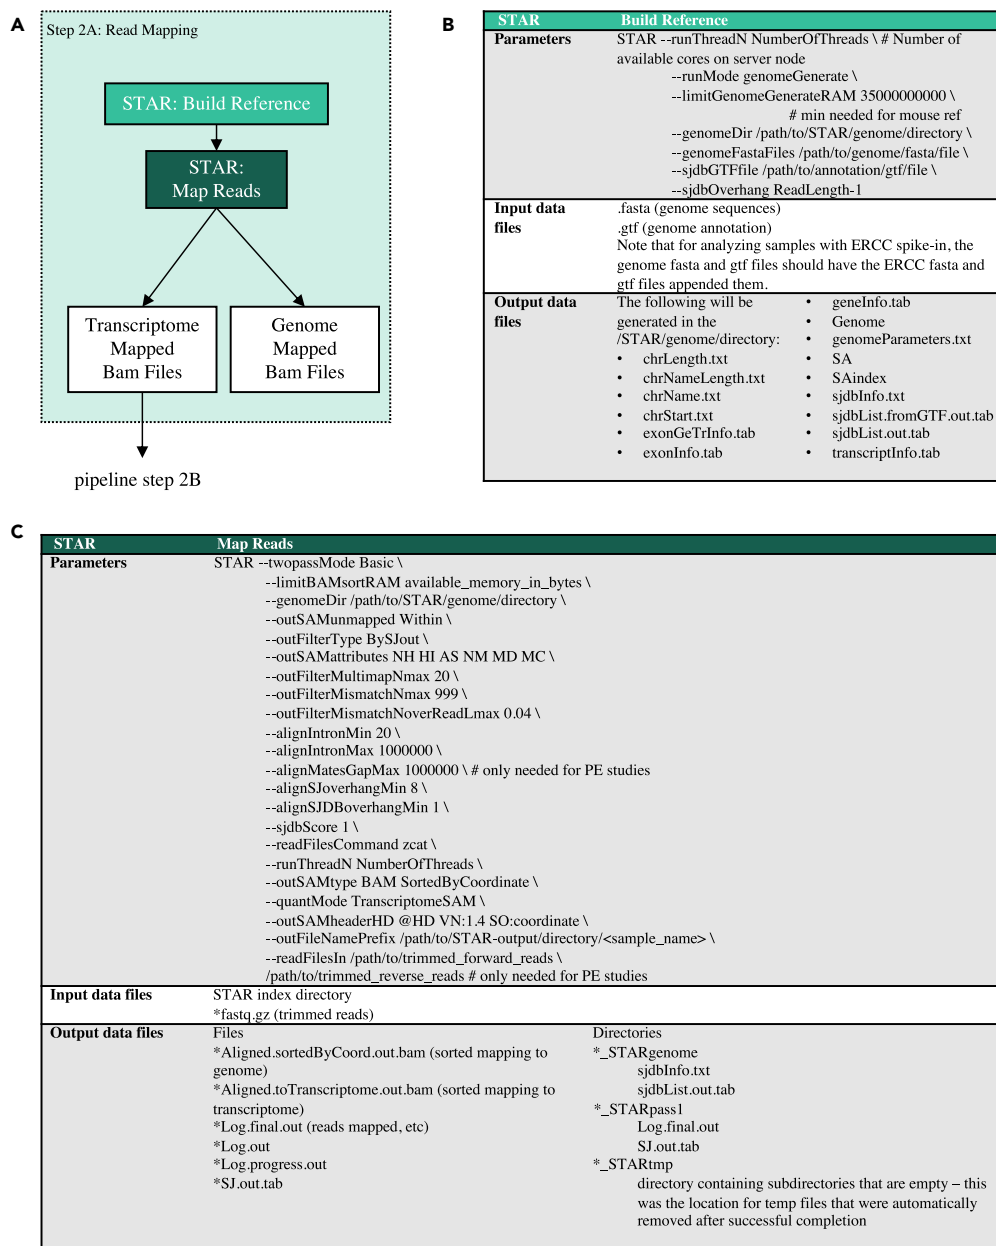 A
Step 2A: Read Mapping
STAR: Build Reference
STAR:
Map Reads
Transcriptome
Mapped
Bam Files
Genome
Mapped
Bam Files
pipeline step 2B
B
STAR Build Reference
Parameters STAR --runThreadN NumberOfThreads \ # Number of
available cores on server node
--runMode genomeGenerate \
--limitGenomeGenerateRAM 35000000000 \
# min needed for mouse ref
--genomeDir /path/to/STAR/genome/directory \
--genomeFastaFiles /path/to/genome/fasta/file \
--sjdbGTFfile /path/to/annotation/gtf/file \
--sjdbOverhang ReadLength-1
Input data
files
.fasta (genome sequences)
.gtf (genome annotation)
Note that for analyzing samples with ERCC spike-in, the
genome fasta and gtf files should have the ERCC fasta and
gtf files appended them.
Output data
files
The following will be
generated in the
/STAR/genome/directory:
• chrLength.txt
• chrNameLength.txt
• chrName.txt
• chrStart.txt
• exonGeTrInfo.tab
• exonInfo.tab
• geneInfo.tab
• Genome
• genomeParameters.txt
• SA
• SAindex
• sjdbInfo.txt
• sjdbList.fromGTF.out.tab
• sjdbList.out.tab
• transcriptInfo.tab
C
STAR Map Reads
Parameters STAR --twopassMode Basic \
--limitBAMsortRAM available_memory_in_bytes \
--genomeDir /path/to/STAR/genome/directory \
--outSAMunmapped Within \
--outFilterType BySJout \
--outSAMattributes NH HI AS NM MD MC \
--outFilterMultimapNmax 20 \
--outFilterMismatchNmax 999 \
--outFilterMismatchNoverReadLmax 0.04 \
--alignIntronMin 20 \
--alignIntronMax 1000000 \
--alignMatesGapMax 1000000 \ # only needed for PE studies
--alignSJoverhangMin 8 \
--alignSJDBoverhangMin 1 \
--sjdbScore 1 \
--readFilesCommand zcat \
--runThreadN NumberOfThreads \
--outSAMtype BAM SortedByCoordinate \
--quantMode TranscriptomeSAM \
--outSAMheaderHD @HD VN:1.4 SO:coordinate \
--outFileNamePrefix /path/to/STAR-output/directory/<sample_name> \
--readFilesIn /path/to/trimmed_forward_reads \
/path/to/trimmed_reverse_reads # only needed for PE studies
Input data files STAR index directory
*fastq.gz (trimmed reads)
Output data files Files
*Aligned.sortedByCoord.out.bam (sorted mapping to
genome)
*Aligned.toTranscriptome.out.bam (sorted mapping to
transcriptome)
*Log.final.out (reads mapped, etc)
*Log.out
*Log.progress.out
*SJ.out.tab
Directories
*_STARgenome
sjdbInfo.txt
sjdbList.out.tab
*_STARpass1
Log.final.out
SJ.out.tab
*_STARtmp
directory containing subdirectories that are empty – this
was the location for temp files that were automatically
removed after successful completion